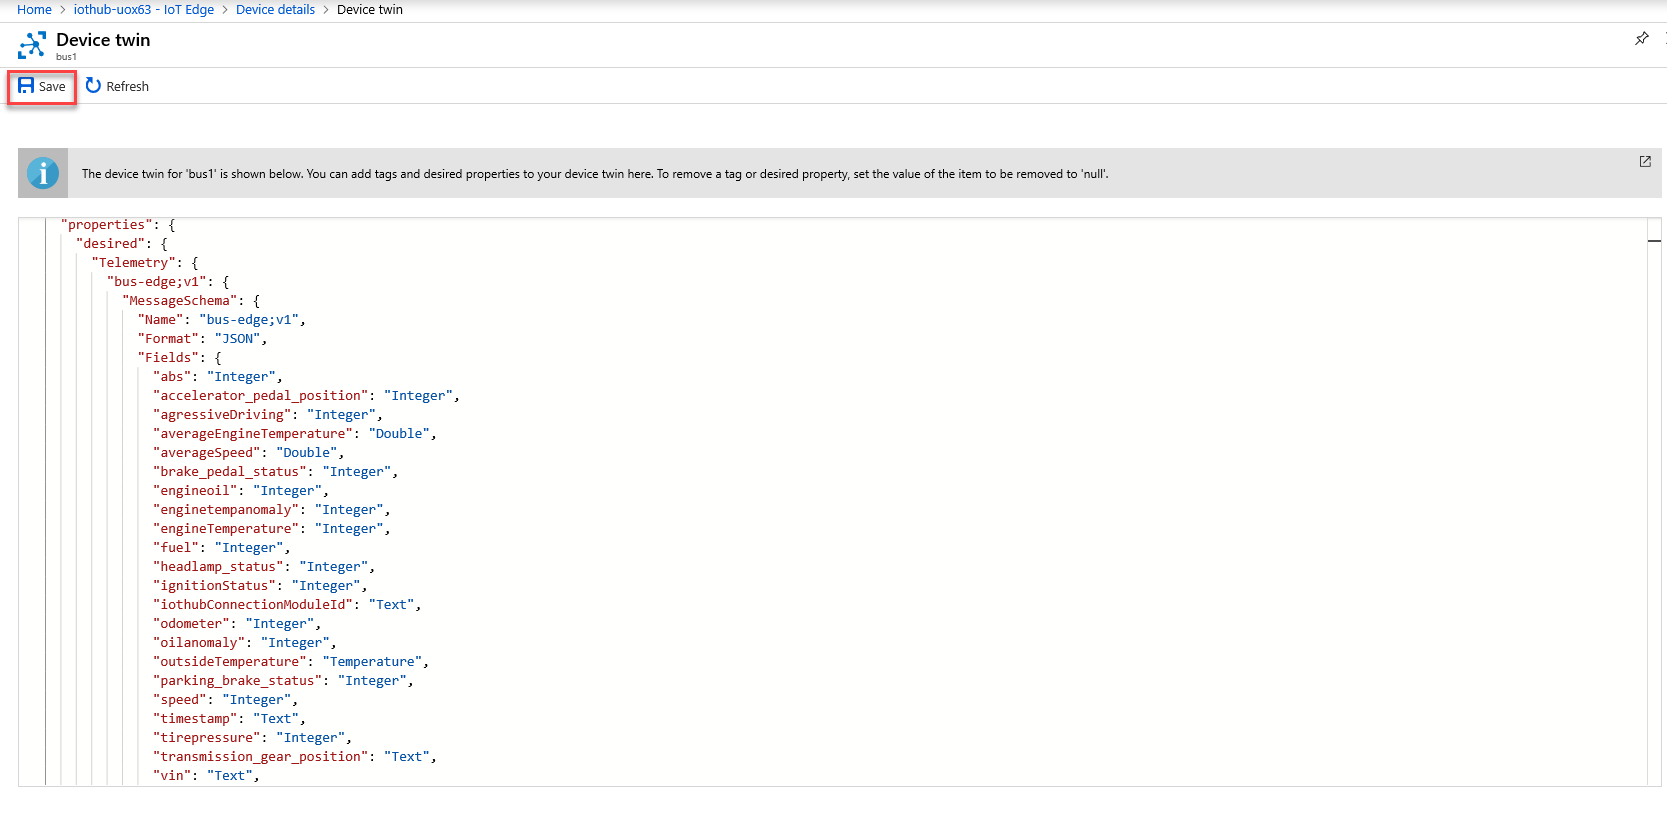 Home > iothub-uox63 - IoT Edge > Device details > Device twin
Device twin
bus1
Save Refresh
The device twin for 'bus1' is shown below. You can add tags and desired properties to your device twin here. To remove a tag or desired property, set the value of the item to be removed to 'null'.
"properties": {
"desired": {
"Telemetry": {
"bus-edge;v1": {
"MessageSchema": {
"Name": "bus-edge;v1",
"Format": "JSON",
"Fields": {
"abs": "Integer",
"accelerator_pedal_position": "Integer",
"agressiveDriving": "Integer",
"averageEngineTemperature": "Double",
"averageSpeed": "Double",
"brake_pedal_status": "Integer",
"engineoil": "Integer",
"enginetempanomaly": "Integer",
"engineTemperature": "Integer",
"fuel": "Integer",
"headlamp_status": "Integer",
"ignitionStatus": "Integer",
"iothubConnectionModuleId": "Text",
"odometer": "Integer",
"oilanomaly": "Integer",
"outsideTemperature": "Temperature",
"parking_brake_status": "Integer",
"speed": "Integer",
"timestamp": "Text",
"tirepressure": "Integer",
"transmission_gear_position": "Text",
"vin": "Text",